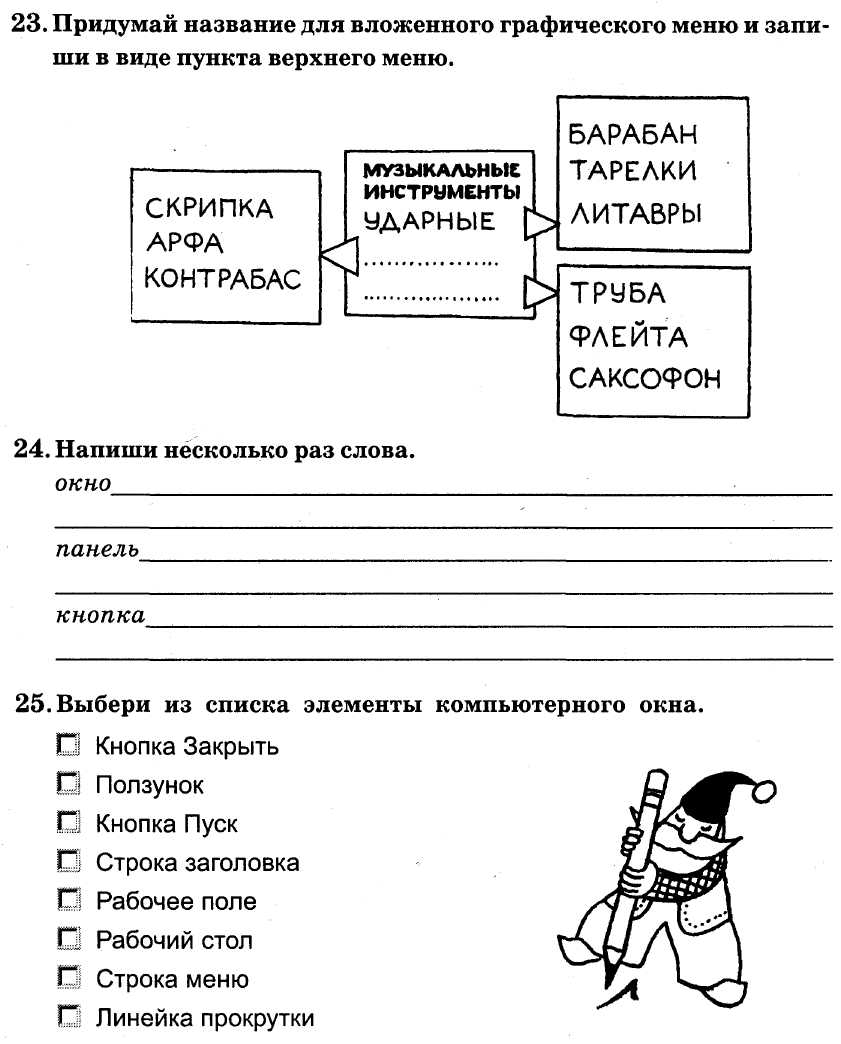 23. Придумай название для вложенного графического меню и запи-
ши в виде пункта верхнего меню.
СКРИПКА
АРФА
КОНТРАБАС
МУЗЫКАЛЬНЫЕ
ИНСТРУМЕНТЫ
УДАРНЫЕ
....................
....................
БАРАБАН
ТАРЕЛКИ
ЛИТАВРЫ
ТРУБА
ФЛЕЙТА
САКСОФОН
24. Напиши несколько раз слова.
окно
панель
кнопка
25. Выбери из списка элементы компьютерного окна.
Кнопка Закрыть
Ползунок
Кнопка Пуск
Строка заголовка
Рабочее поле
Рабочий стол
Строка меню
Линейка прокрутки